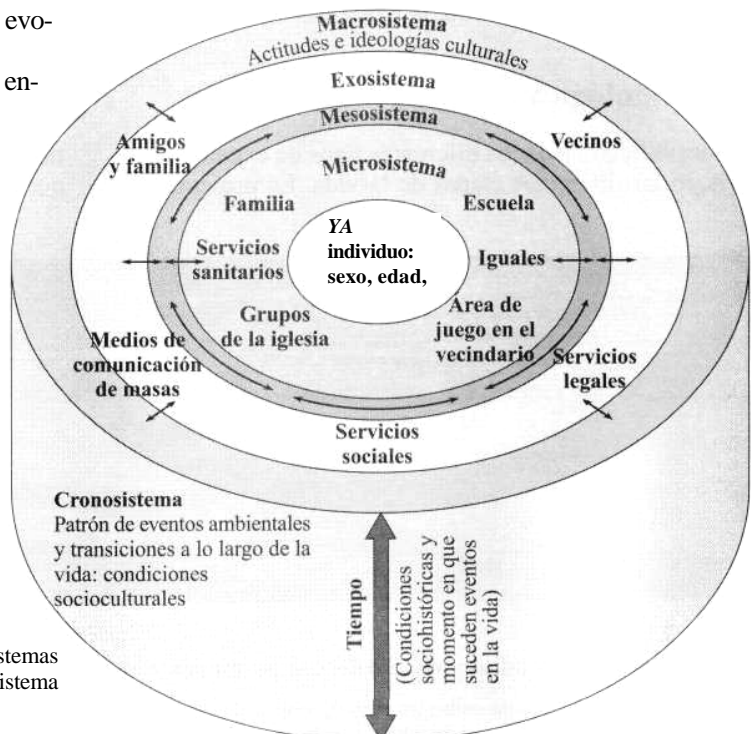 evo-
en-
Macrosistema
Actitudes e ideologías culturales
Exosistema
Mesosistema
Amigos
y familia
Vecinos
Microsistema
Familia
Escuela
YA
individuo:
sexo, edad,
Servicios
sanitarios
Iguales
Grupos
de la iglesia
Area de
juego en el
vecindario
Medios de
comunicación
de masas
Servicios
legales
Servicios
sociales
Cronosistema
Patrón de eventos ambientales
y transiciones a lo largo de la
vida: condiciones
socioculturales
Tiempo
(Condiciones
sociohistóricas y
momento en que
suceden eventos
en la vida)
stemas
istema